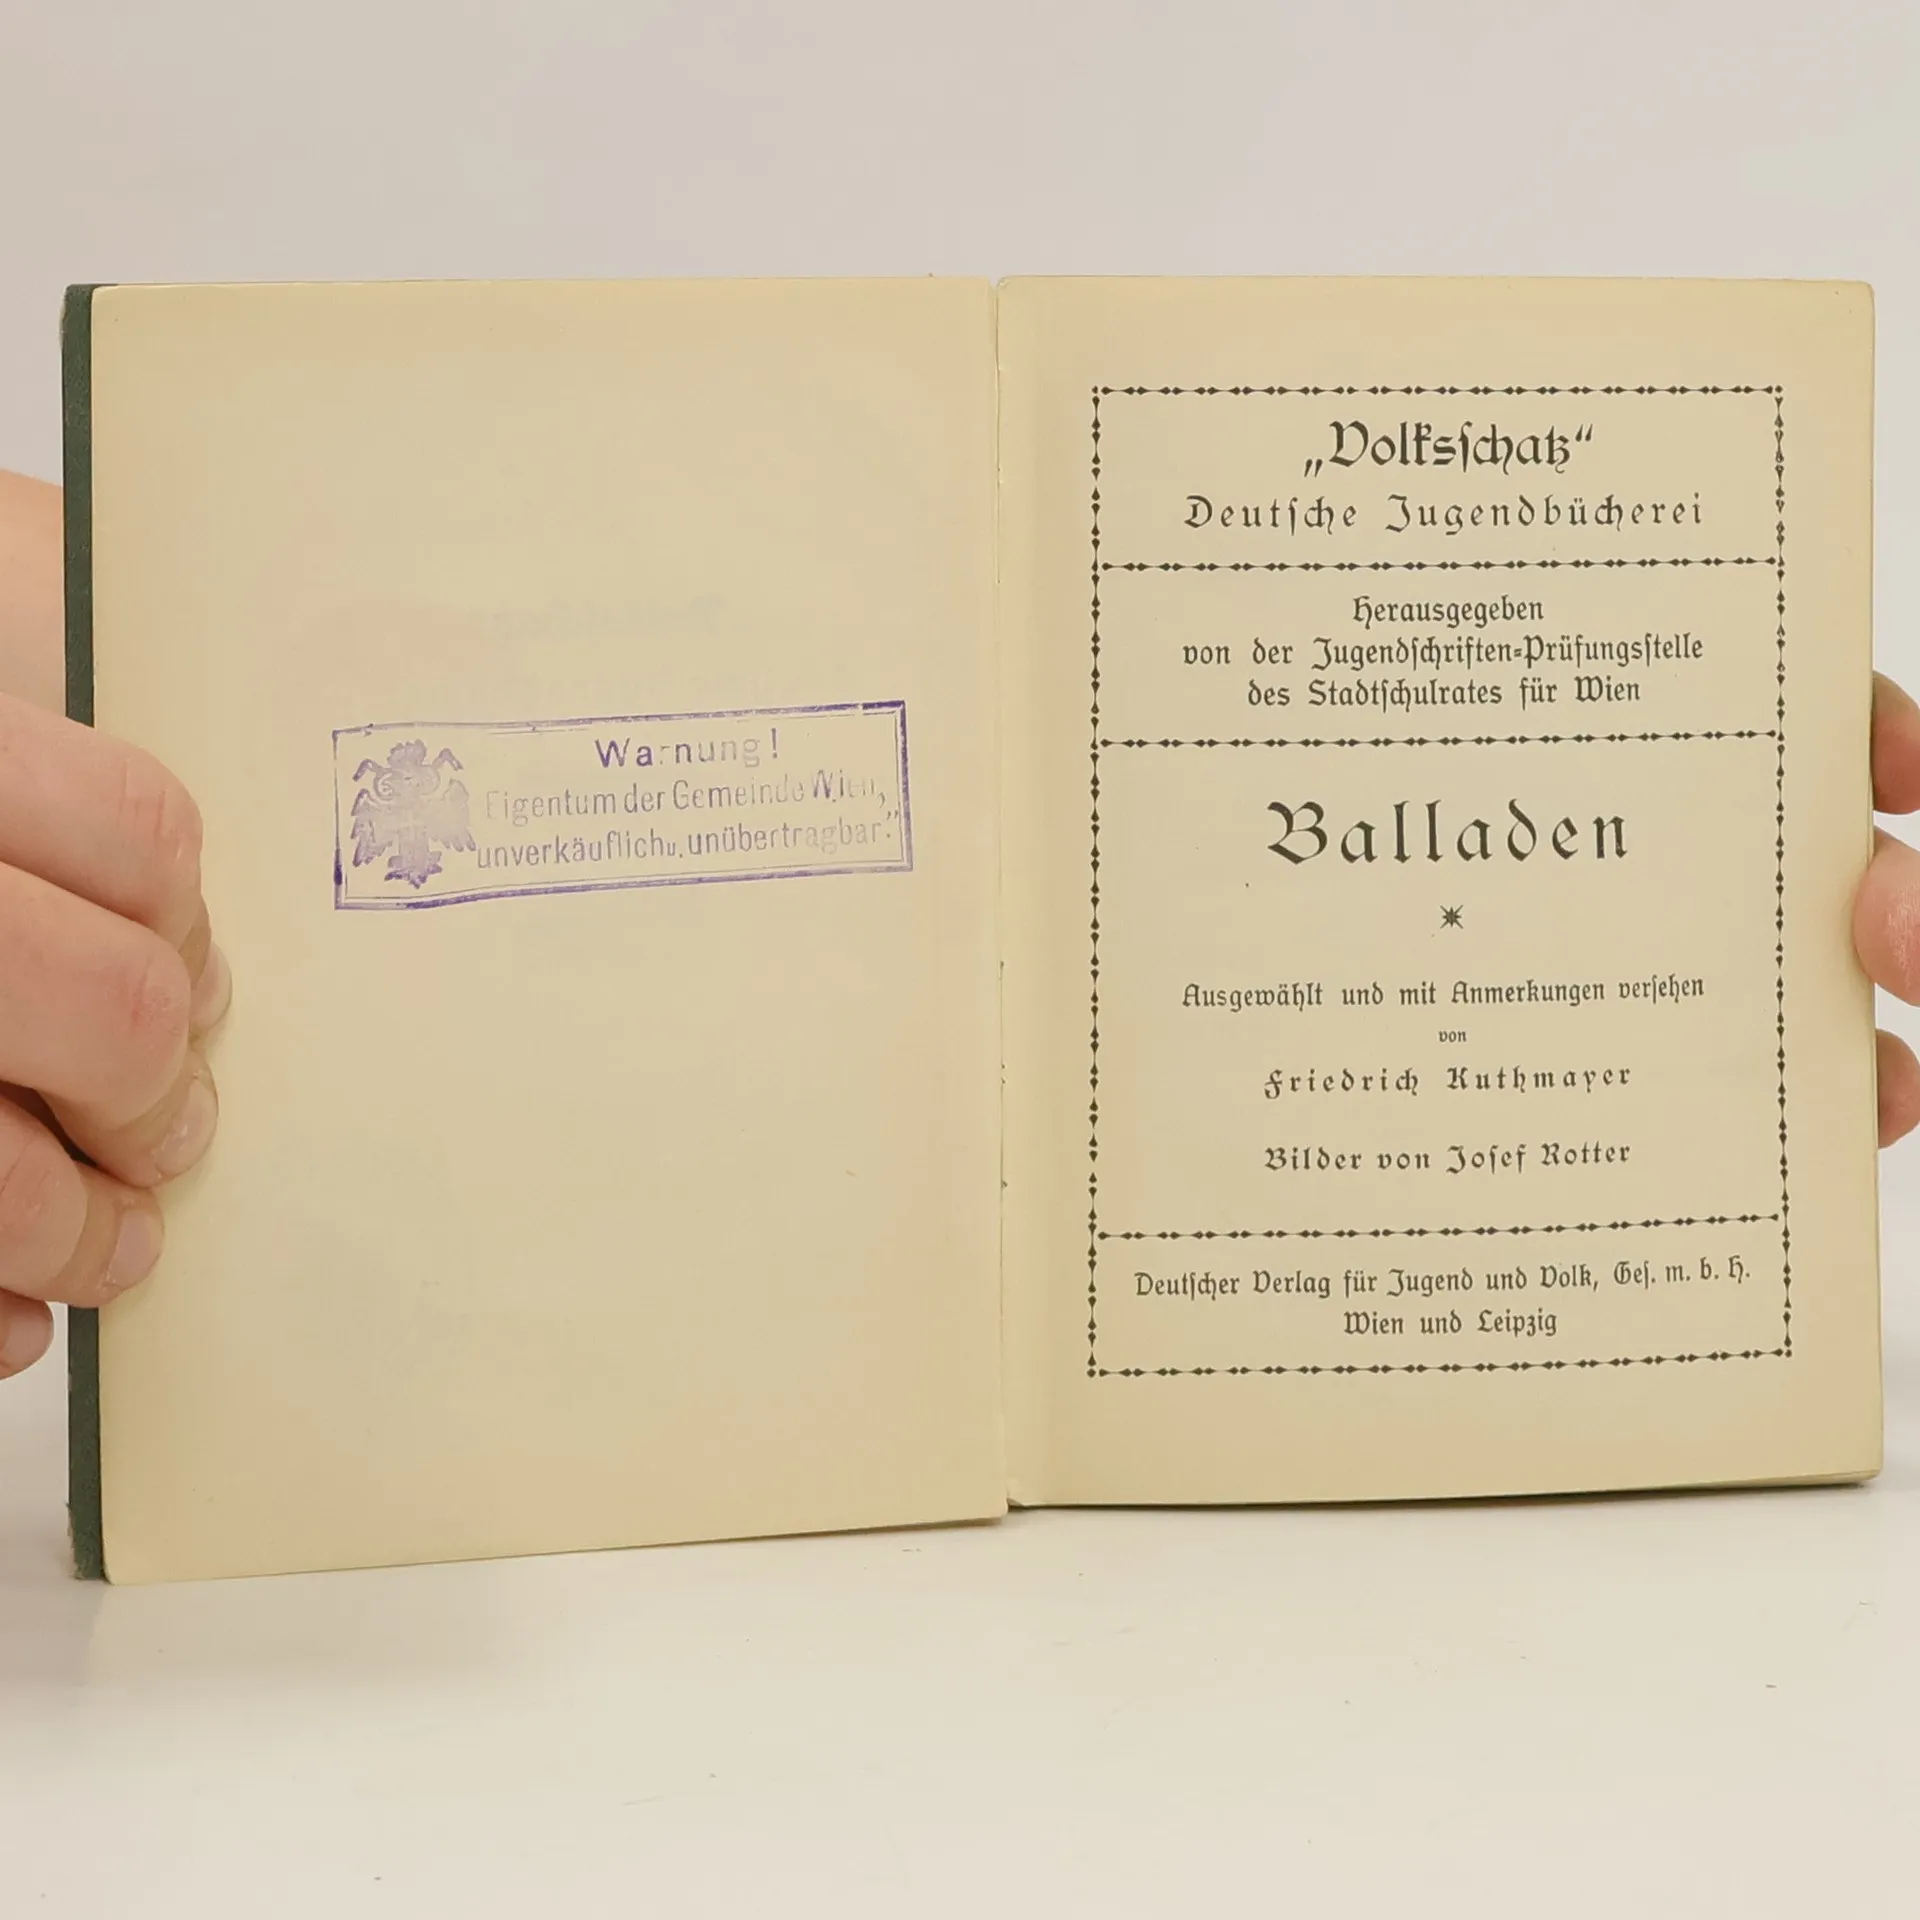 Warnung!
Eigentum der Gemeinde Wien,
unverkäuflich u. unübertragbar."
„Volksſchatz“
Deutſche Jugendbücherei
Herausgegeben
von der Jugendſchriften=Prüfungsſtelle
des Stadtſchulrates für Wien
Balladen
Ausgewählt und mit Anmerkungen verſehen
von
Friedrich Kuthmayer
Bilder von Joſef Rotter
Deutſcher Verlag für Jugend und Volk, Geſ. m. b. H.
Wien und Leipzig